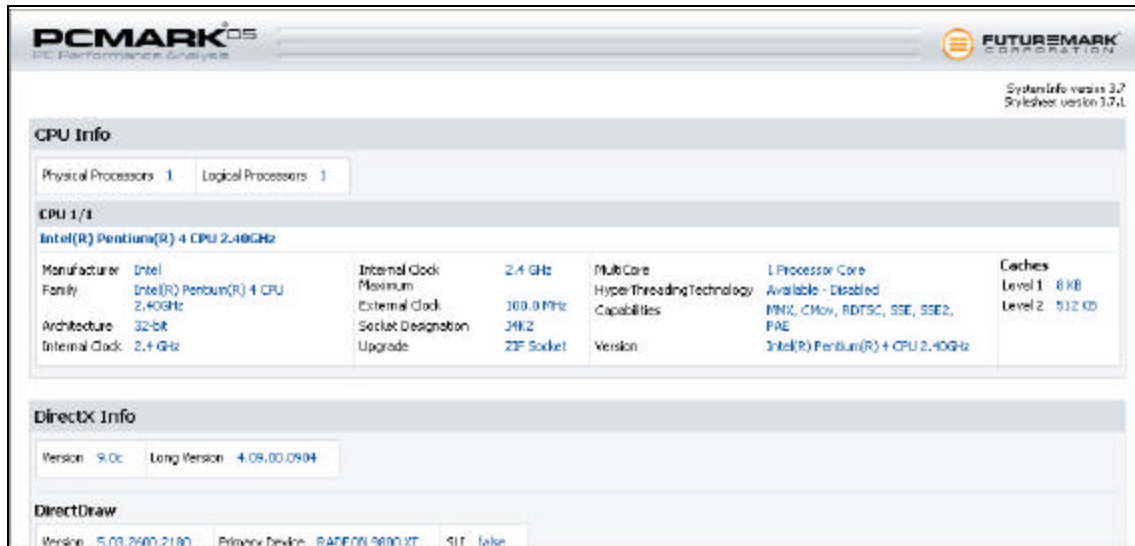 PCMARK°05
PC Performance Analysis
FUTUREMARK
CORPORATION
SystemInfo version 3.7
Stylesheet version 3.7.1
CPU Info
Physical Processors 1 Logical Processors 1
CPU 1/1
Intel(R) Pentium(R) 4 CPU 2.40GHz
Manufacturer Intel
Family Intel(R) Pentium(R) 4 CPU
2.40GHz
Architecture 32-bit
Internal Clock 2.4 GHz
Internal Clock 2.4 GHz
Maximum
External Clock 100.0 MHz
Socket Designation J4K2
Upgrade ZIF Socket
MultiCore 1 Processor Core
HyperThreadingTechnology Available - Disabled
Capabilities MMX, CMov, RDTSC, SSE, SSE2,
PAE
Version Intel(R) Pentium(R) 4 CPU 2.40GHz
Caches
Level 1 8 KB
Level 2 512 KB
DirectX Info
Version 9.0c Long Version 4.09.00.0904
DirectDraw
Version 5.03.2600.2180 Primary Device RADEON 9800 XT SLI false